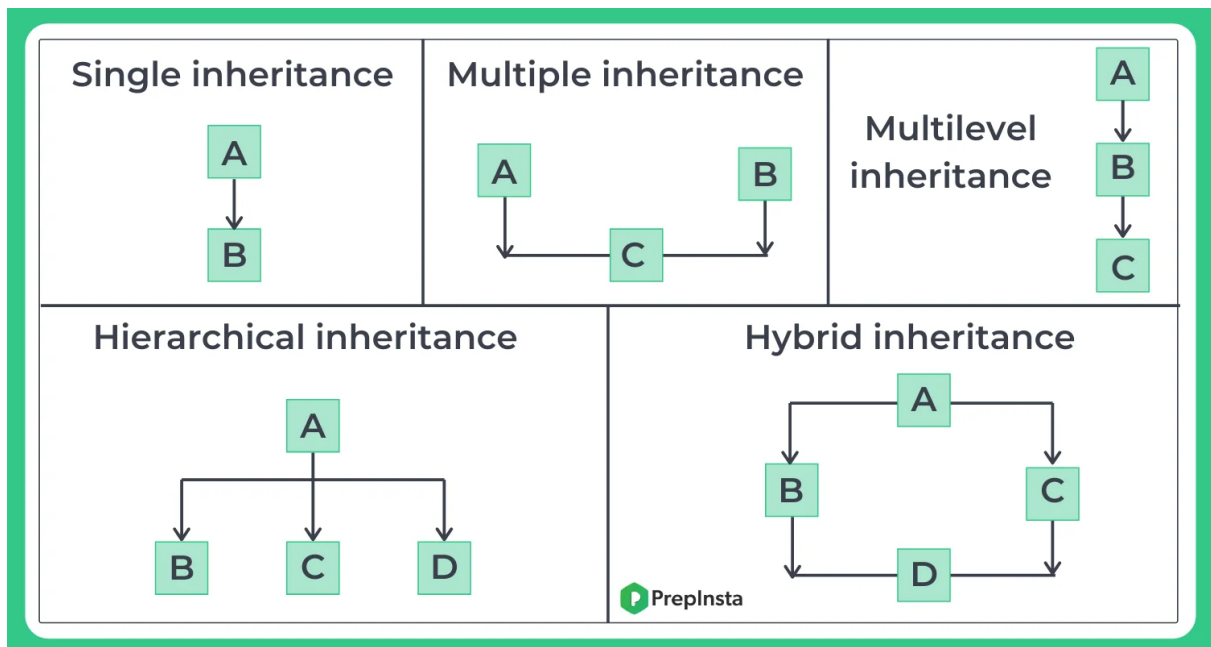 Single inheritance
A
B
Multiple inheritance
A
B
C
Multilevel
inheritance
A
B
C
Hierarchical inheritance
A
B
C
D
Hybrid inheritance
A
B
C
D
PrepInsta